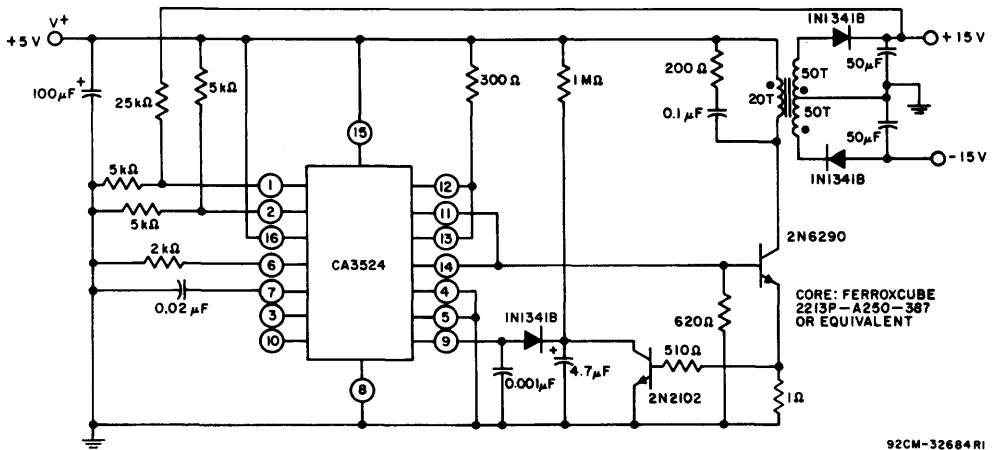 V+
+5 V
1N1341B
+15V
100μF
+
25kΩ
5kΩ
300Ω
1MΩ
200Ω
0.1μF
20T
50T
50T
50μF
50μF
-15V
1N1341B
15
5kΩ
1
12
5kΩ
2
11
16
13
2kΩ
6
CA3524
14
0.02μF
7
4
3
5
10
9
8
2N6290
CORE: FERROXCUBE
2213P-A250-387
OR EQUIVALENT
1N1341B
+
0.001μF
4.7μF
620Ω
510Ω
2N2102
1Ω
92CM-32684RI